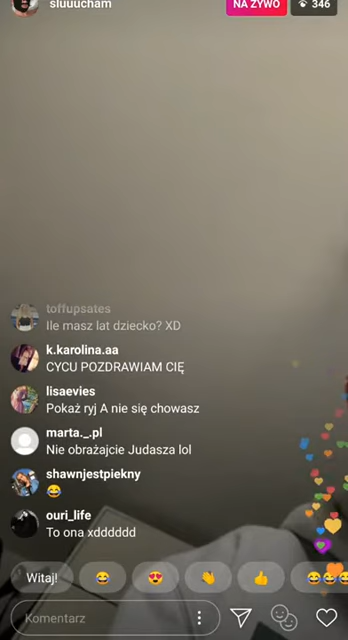 sluuucham
NA ŻYWO
346
toffupsates
Ile masz lat dziecko? XD
k.karolina.aa
CYCU POZDRAWIAM CIĘ
lisaevies
Pokaż ryj A nie się chowasz
marta._.pl
Nie obrażajcie Judasza lol
shawnjestpiekny
😂
ouri_life
To ona xdddddd
Witaj! 😂 😍 👏 👍 😂😂😂
Komentarz